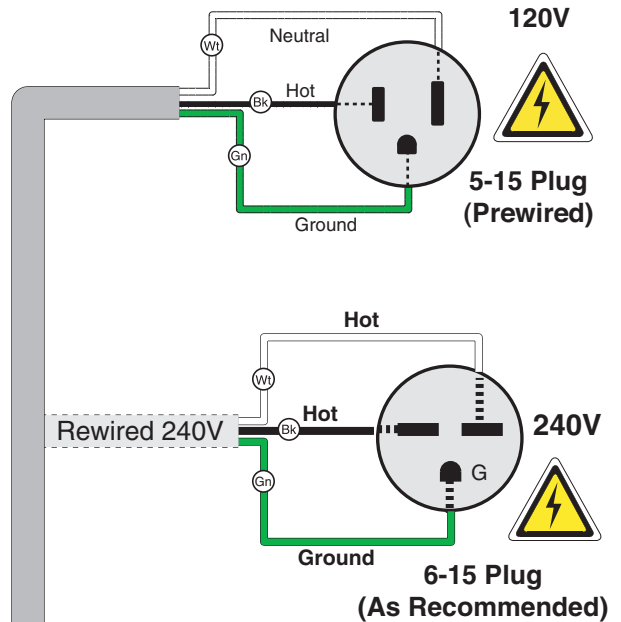 120V
Wt
Neutral
Bk
Hot
Gn
Ground
5-15 Plug
(Prewired)
Hot
Wt
Rewired 240V
Hot
Bk
240V
Gn
G
Ground
6-15 Plug
(As Recommended)